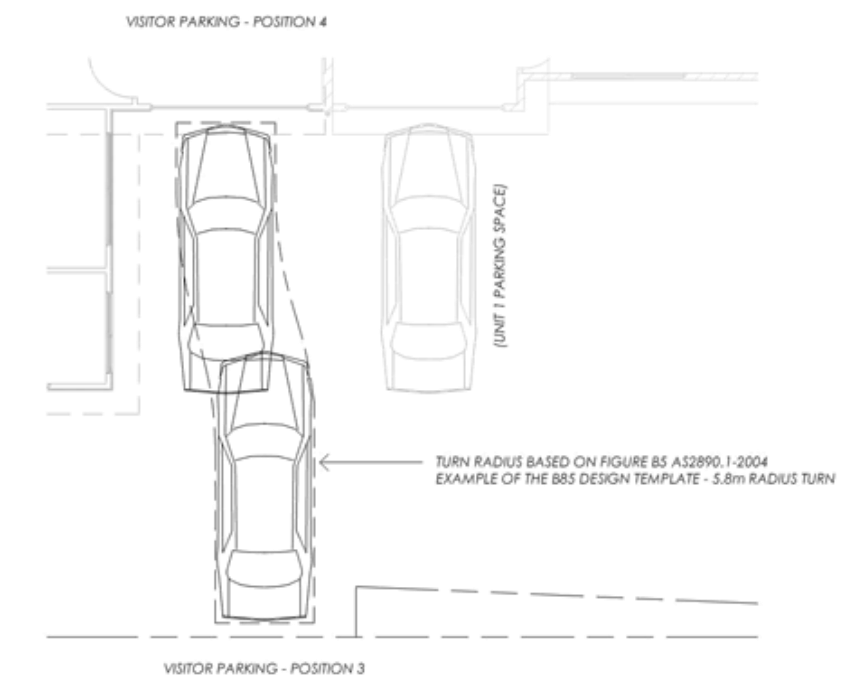 VISITOR PARKING - POSITION 4
(UNIT 1 PARKING SPACE)
TURN RADIUS BASED ON FIGURE B5 AS2890.1-2004
EXAMPLE OF THE B85 DESIGN TEMPLATE - 5.8m RADIUS TURN
VISITOR PARKING - POSITION 3